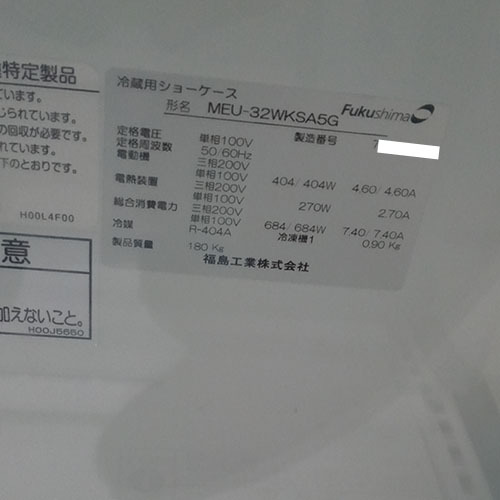 特定製品
ています。
じられています。
の回収が必要です。
れています。
下のとおりです。
H00L4F00
意
加えないこと。
H00J5650
冷蔵用ショーケース
形名 MEU-32WKSA5G Fukushima
定格電圧 単相100V 製造番号
定格周波数 50/60Hz
電動機 三相200V
単相100V 404/404W 4.60/4.60A
電熱装置 三相200V
単相100V 270W 2.70A
総合消費電力 三相200V
単相100V 684/684W 7.40/7.40A
冷媒 R-404A 冷凍機1 0.90 Kg
製品質量 180 Kg
福島工業株式会社